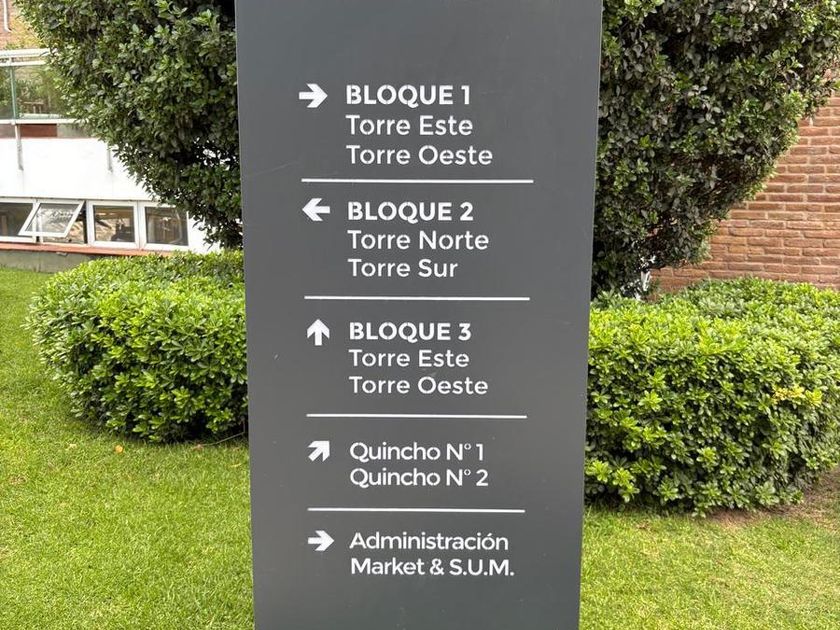 BLOQUE 1
Torre Este
Torre Oeste
BLOQUE 2
Torre Norte
Torre Sur
BLOQUE 3
Torre Este
Torre Oeste
Quincho N° 1
Quincho N° 2
Administración
Market & S.U.M.